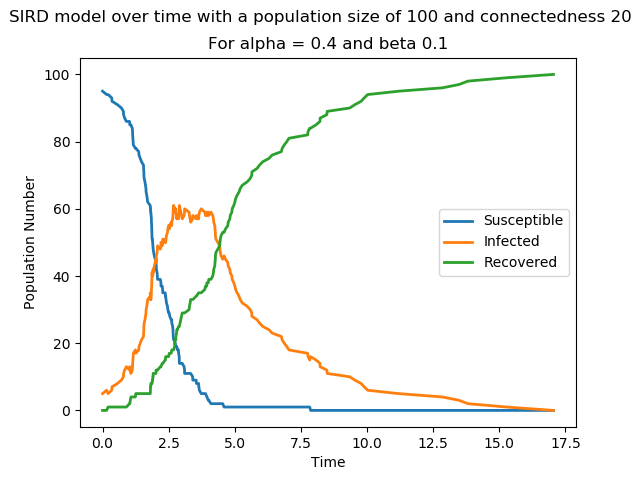 SIRD model over time with a population size of 100 and connectedness 20
For alpha = 0.4 and beta 0.1
100
80
60
40
20
0
Population Number
Susceptible
Infected
Recovered
0.0 2.5 5.0 7.5 10.0 12.5 15.0 17.5
Time